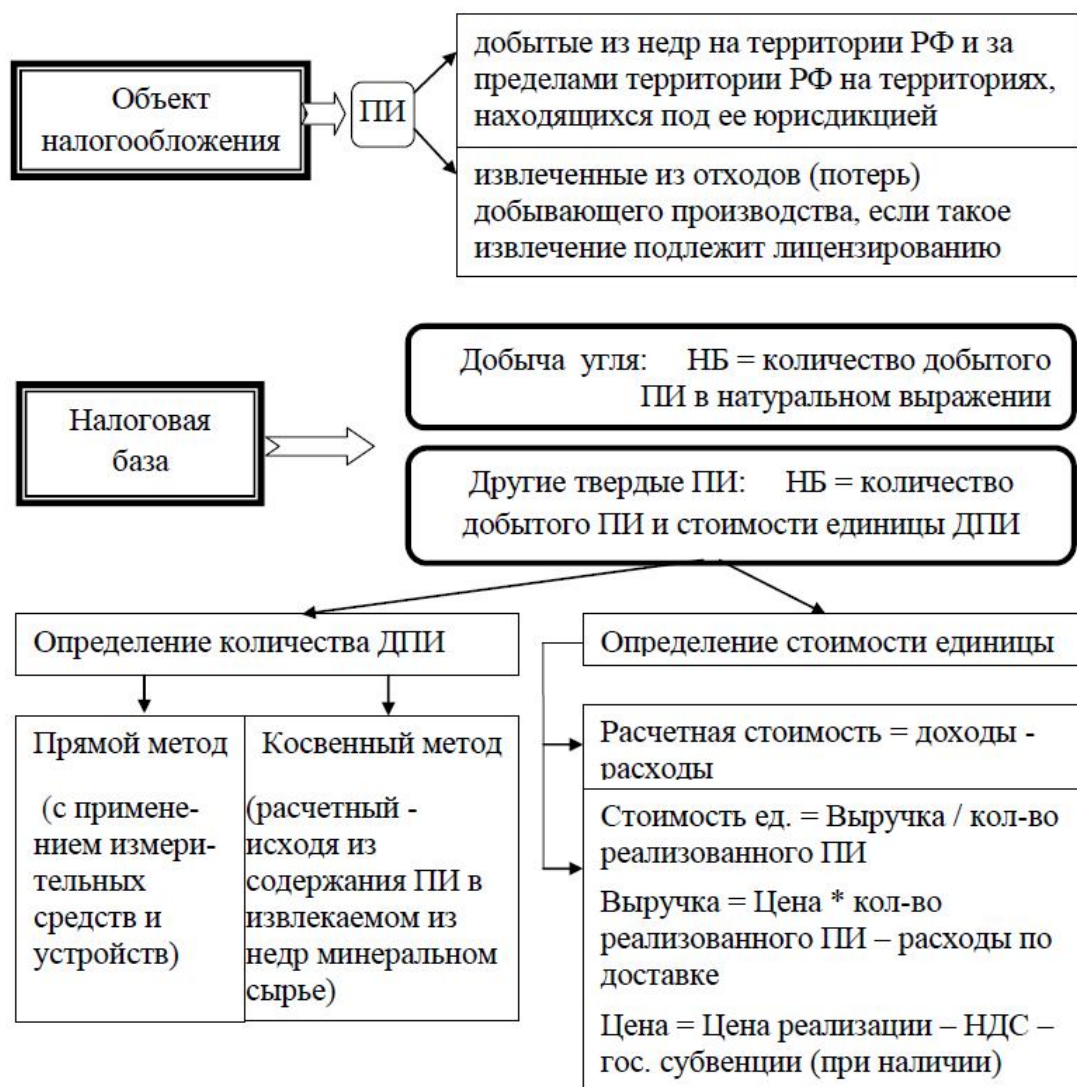 Объект
налогообложения
ПИ
добытые из недр на территории РФ и за
пределами территории РФ на территориях,
находящихся под ее юрисдикцией
извлеченные из отходов (потерь)
добывающего производства, если такое
извлечение подлежит лицензированию
Налоговая
база
Добыча угля: НБ = количество добытого
ПИ в натуральном выражении
Другие твердые ПИ: НБ = количество
добытого ПИ и стоимости единицы ДПИ
Определение количества ДПИ
Прямой метод
(с примене-
нием измери-
тельных
средств и
устройств)
Косвенный метод
(расчетный -
исходя из
содержания ПИ в
извлекаемом из
недр минеральном
сырье)
Определение стоимости единицы
Расчетная стоимость = доходы -
расходы
Стоимость ед. = Выручка / кол-во
реализованного ПИ
Выручка = Цена * кол-во
реализованного ПИ – расходы по
доставке
Цена = Цена реализации – НДС –
гос. субвенции (при наличии)